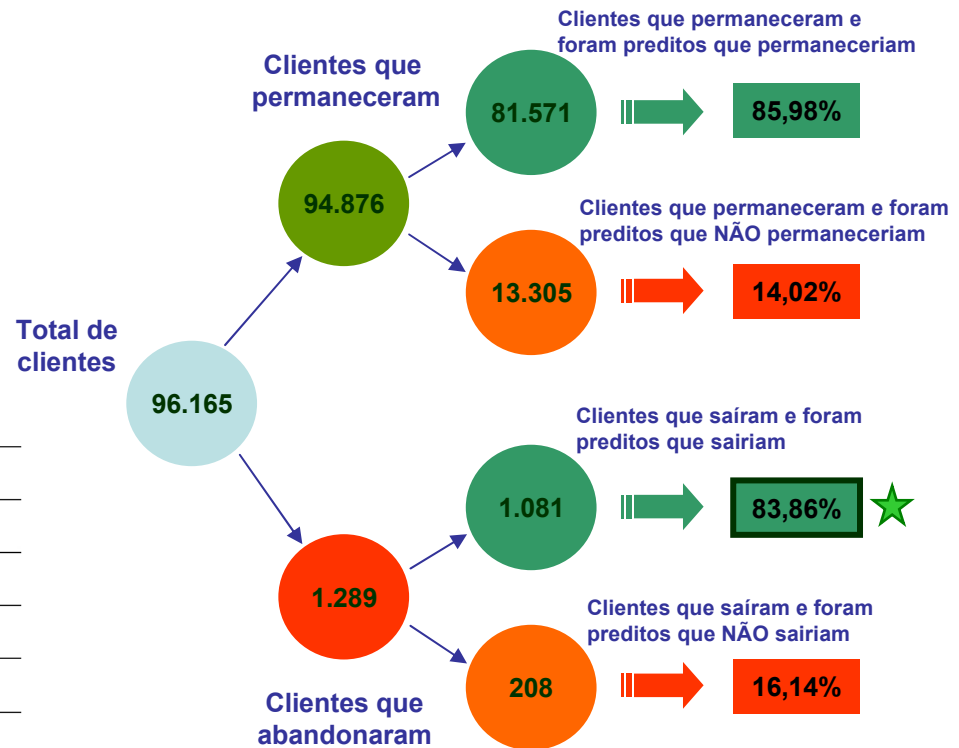 Clientes que permaneceram e
foram preditos que permaneceriam
Clientes que
permaneceram
81.571
85,98%
94.876
Clientes que permaneceram e foram
preditos que NÃO permaneceriam
13.305
14,02%
Total de
clientes
96.165
Clientes que saíram e foram
preditos que sairiam
1.081
83,86%
1.289
Clientes que saíram e foram
preditos que NÃO sairiam
208
16,14%
Clientes que
abandonaram